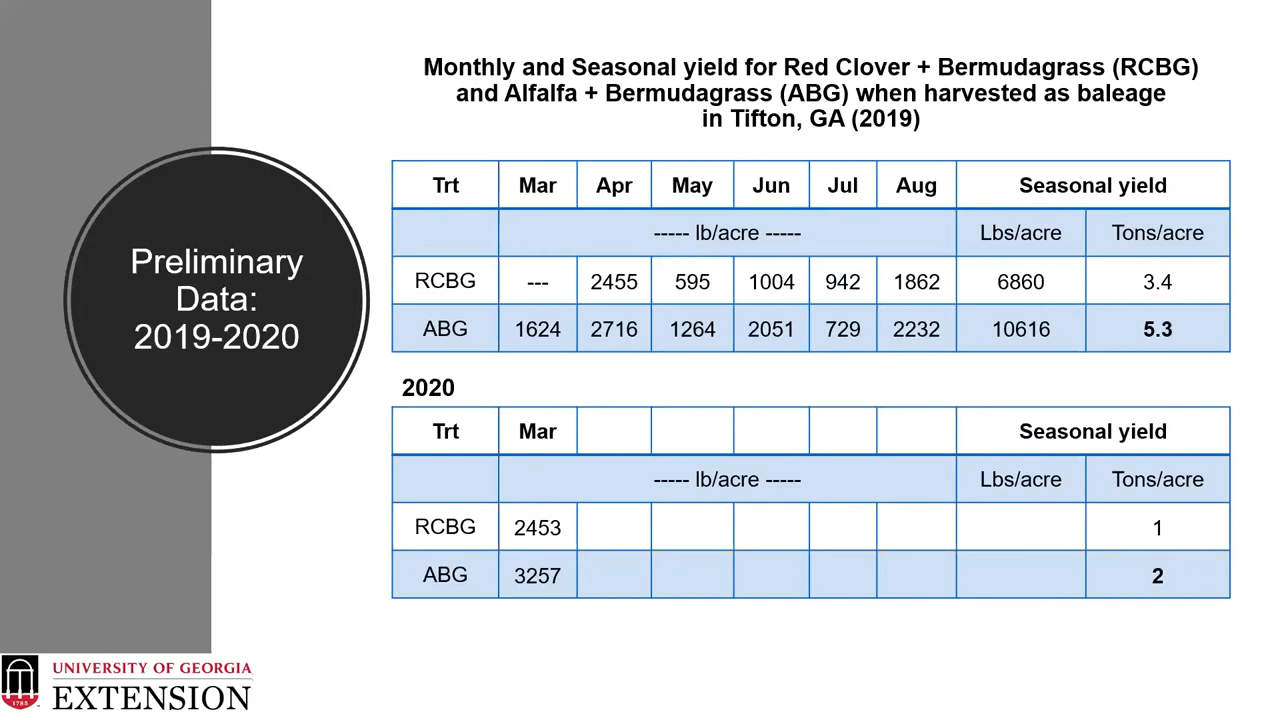 Monthly and Seasonal yield for Red Clover + Bermudagrass (RCBG)
and Alfalfa + Bermudagrass (ABG) when harvested as baleage
in Tifton, GA (2019)
Preliminary
Data:
2019-2020
Trt Mar Apr May Jun Jul Aug Seasonal yield
----- lb/acre ----- Lbs/acre Tons/acre
RCBG --- 2455 595 1004 942 1862 6860 3.4
ABG 1624 2716 1264 2051 729 2232 10616 5.3
2020
Trt Mar Seasonal yield
----- lb/acre ----- Lbs/acre Tons/acre
RCBG 2453 1
ABG 3257 2
1785
UNIVERSITY OF GEORGIA
EXTENSION